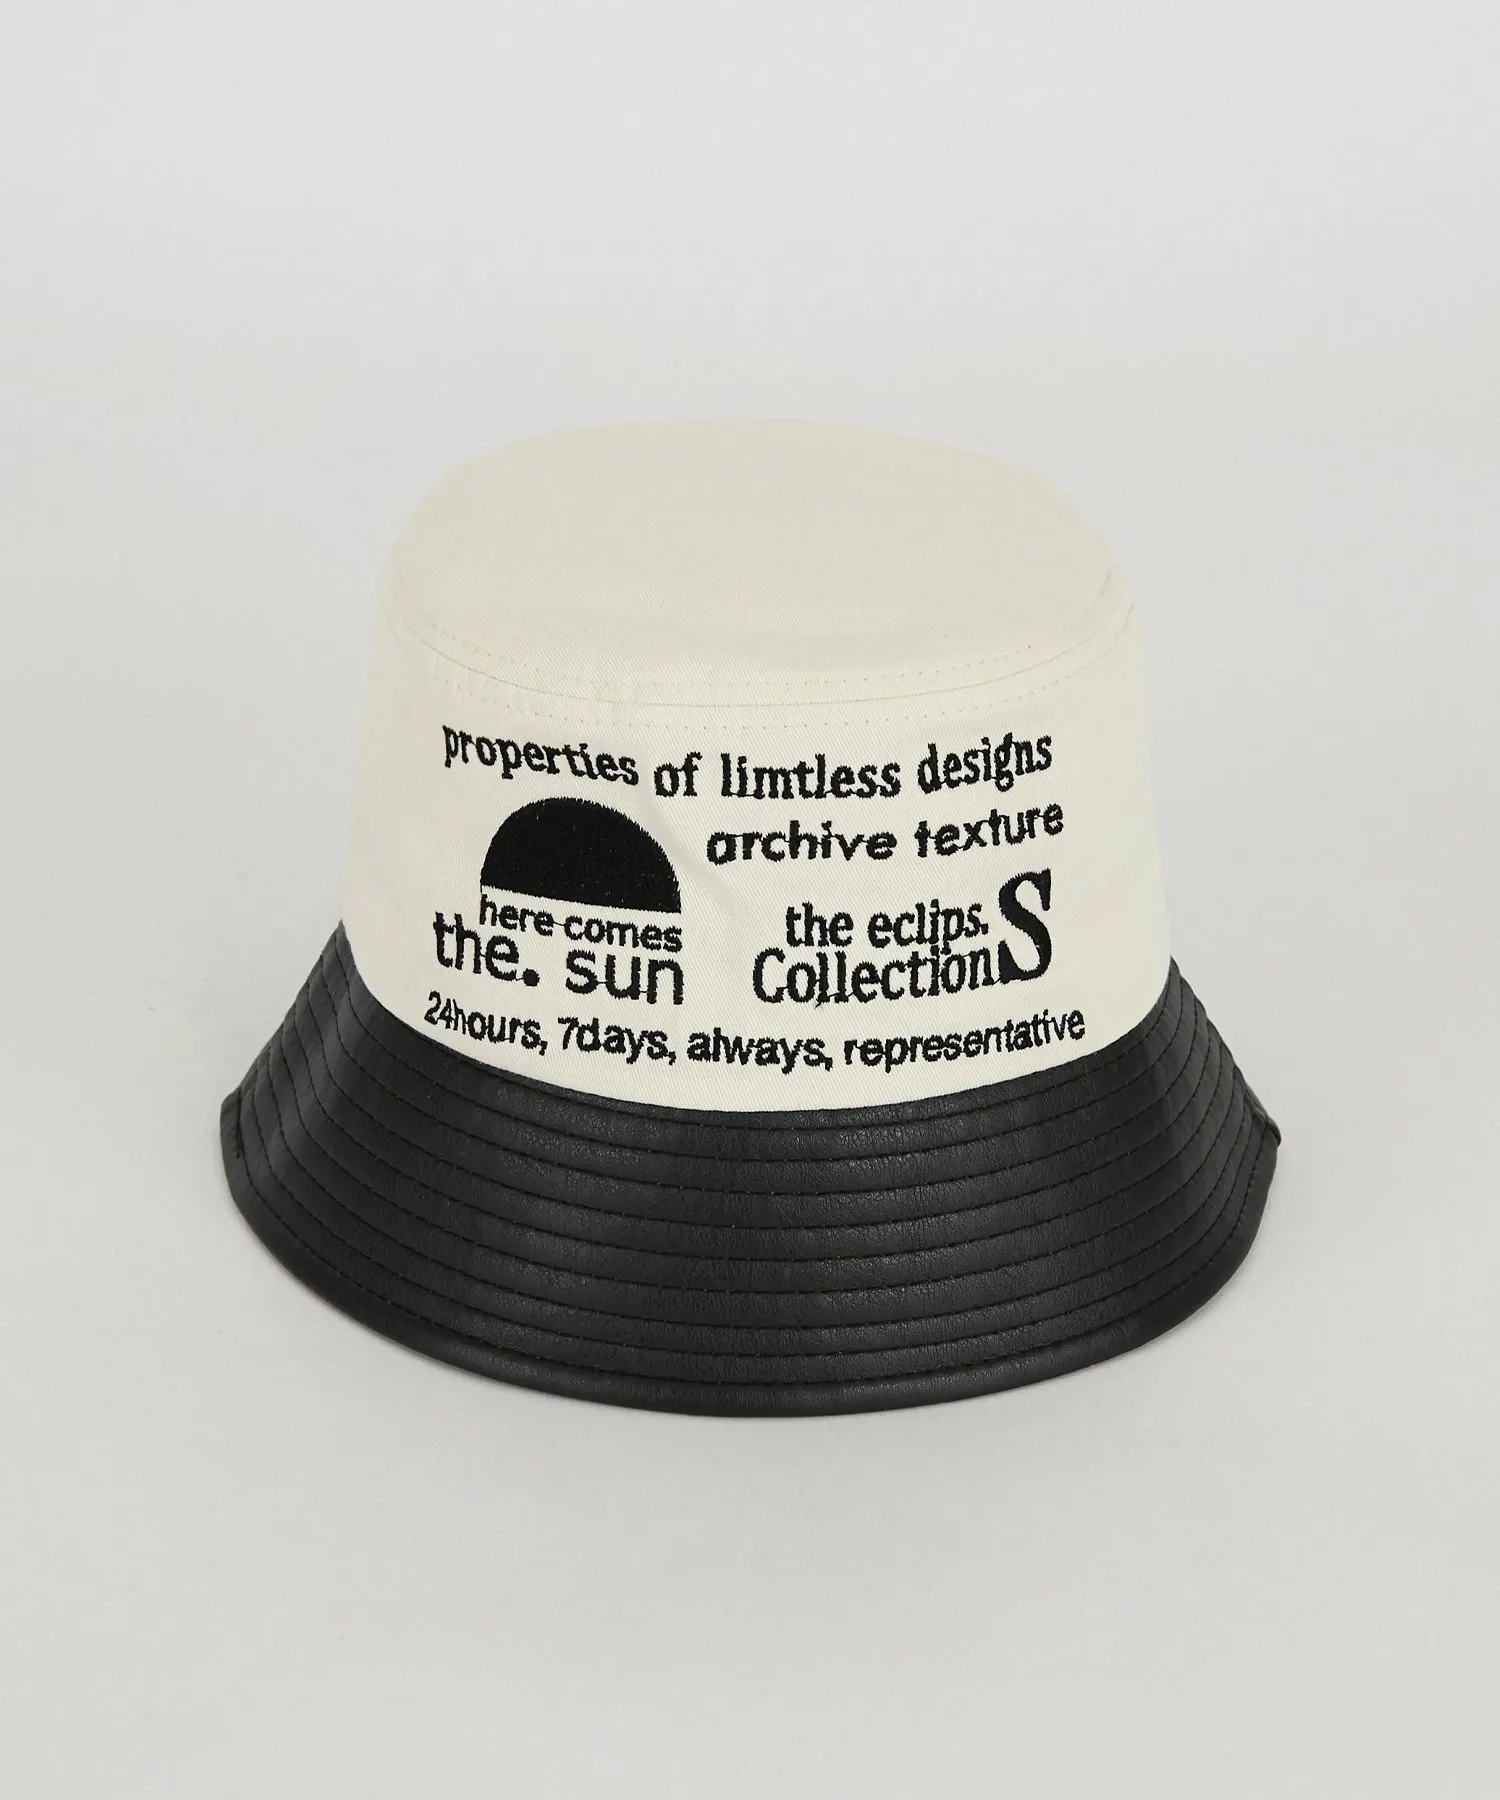 properties of limtless designs
archive texture
here comes
the. sun
the eclips.
CollectionS
24hours, 7days, always, representative